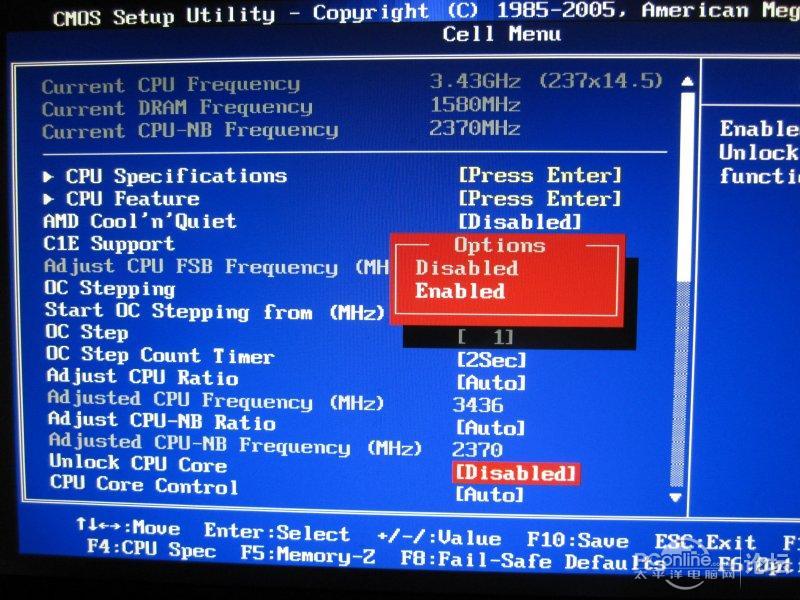 CMOS Setup Utility - Copyright (C) 1985-2005, American Meg
Cell Menu
Current CPU Frequency 3.43GHz (237x14.5)
Current DRAM Frequency 1580MHz
Current CPU-NB Frequency 2370MHz
Enable
Unlock
functi
CPU Specifications [Press Enter]
CPU Feature [Press Enter]
AMD Cool'n'Quiet [Disabled]
C1E Support
Adjust CPU FSB Frequency (MH
OC Stepping
Start OC Stepping from (MHz)
Options
Disabled
Enabled
OC Step [ 1]
OC Step Count Timer [2Sec]
Adjust CPU Ratio [Auto]
Adjusted CPU Frequency (MHz) 3436
Adjust CPU-NB Ratio [Auto]
Adjusted CPU-NB Frequency (MHz) 2370
Unlock CPU Core [Disabled]
CPU Core Control [Auto]
↑↓←→:Move Enter:Select +/-/:Value F10:Save ESC:Exit F
F4:CPU Spec F5:Memory-Z F8:Fail-Safe Defaults F6:Opti
PConline 论坛
太平洋电脑网